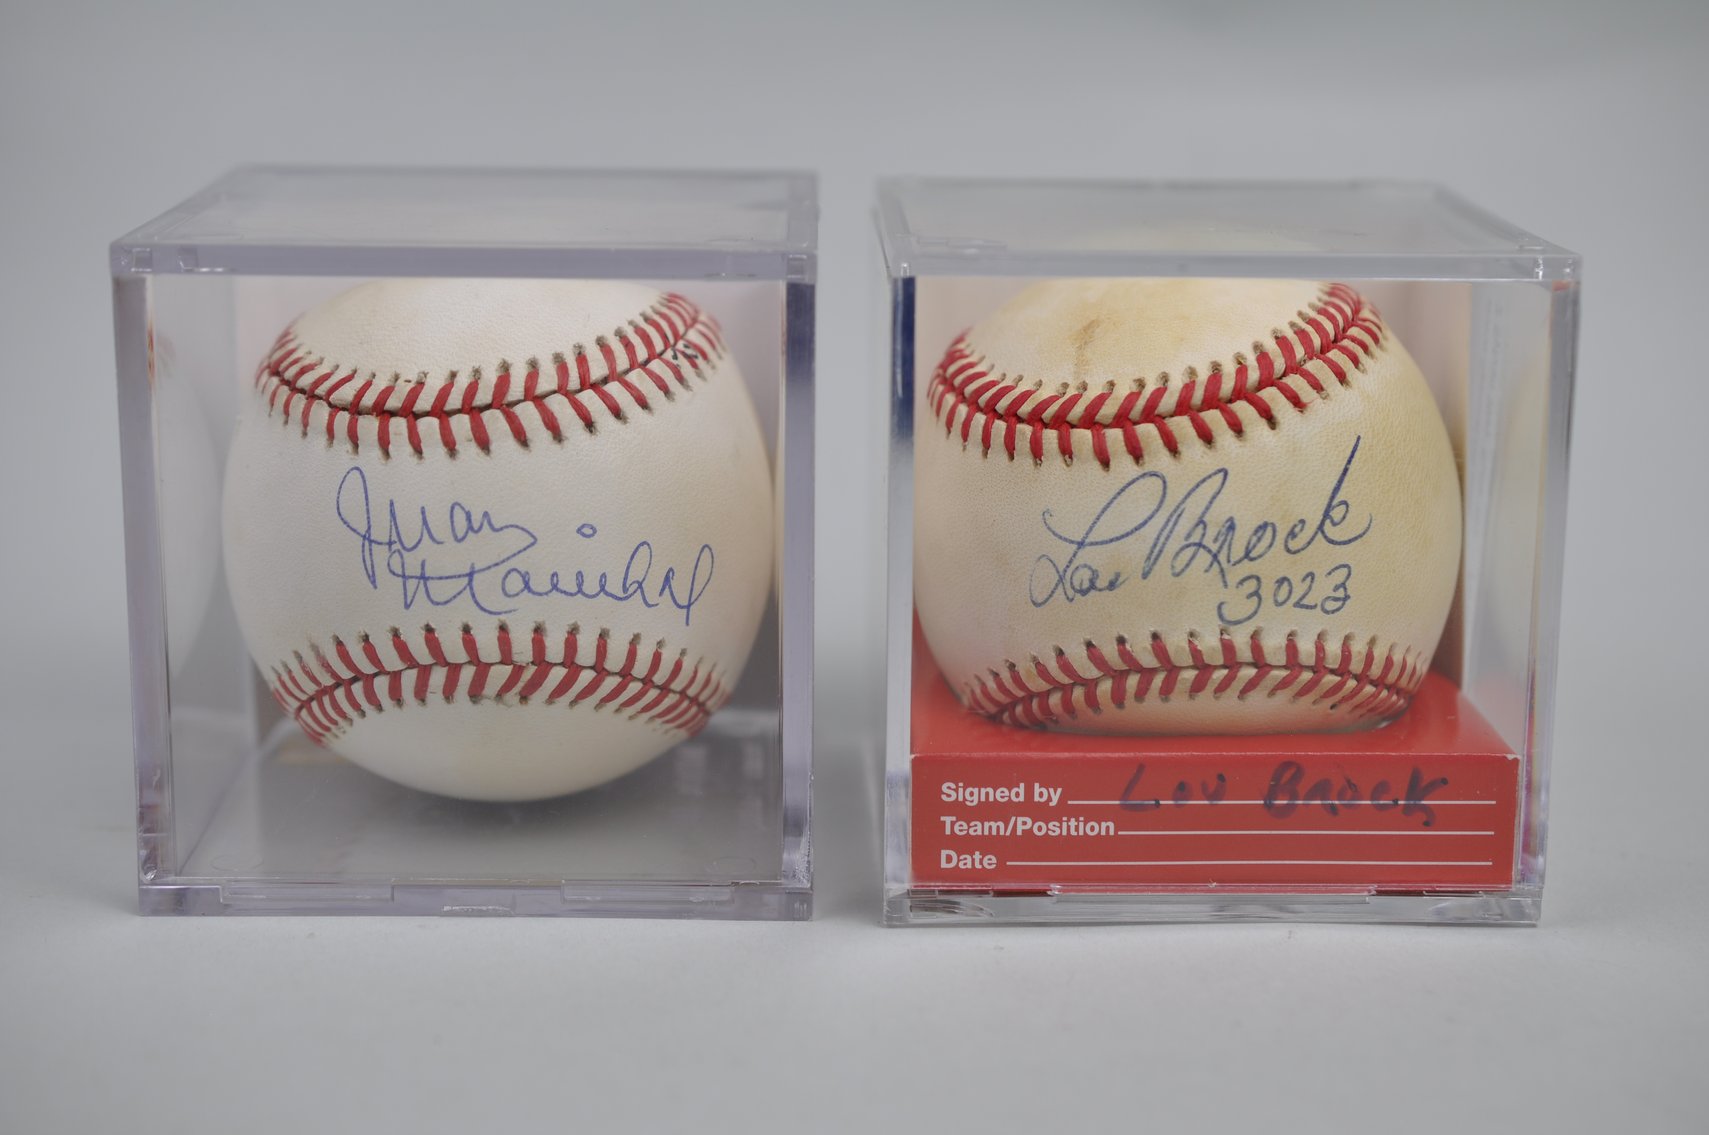 Juan
Marichal
Lou Brock
3023
Signed by Lou Brock
Team/Position
Date